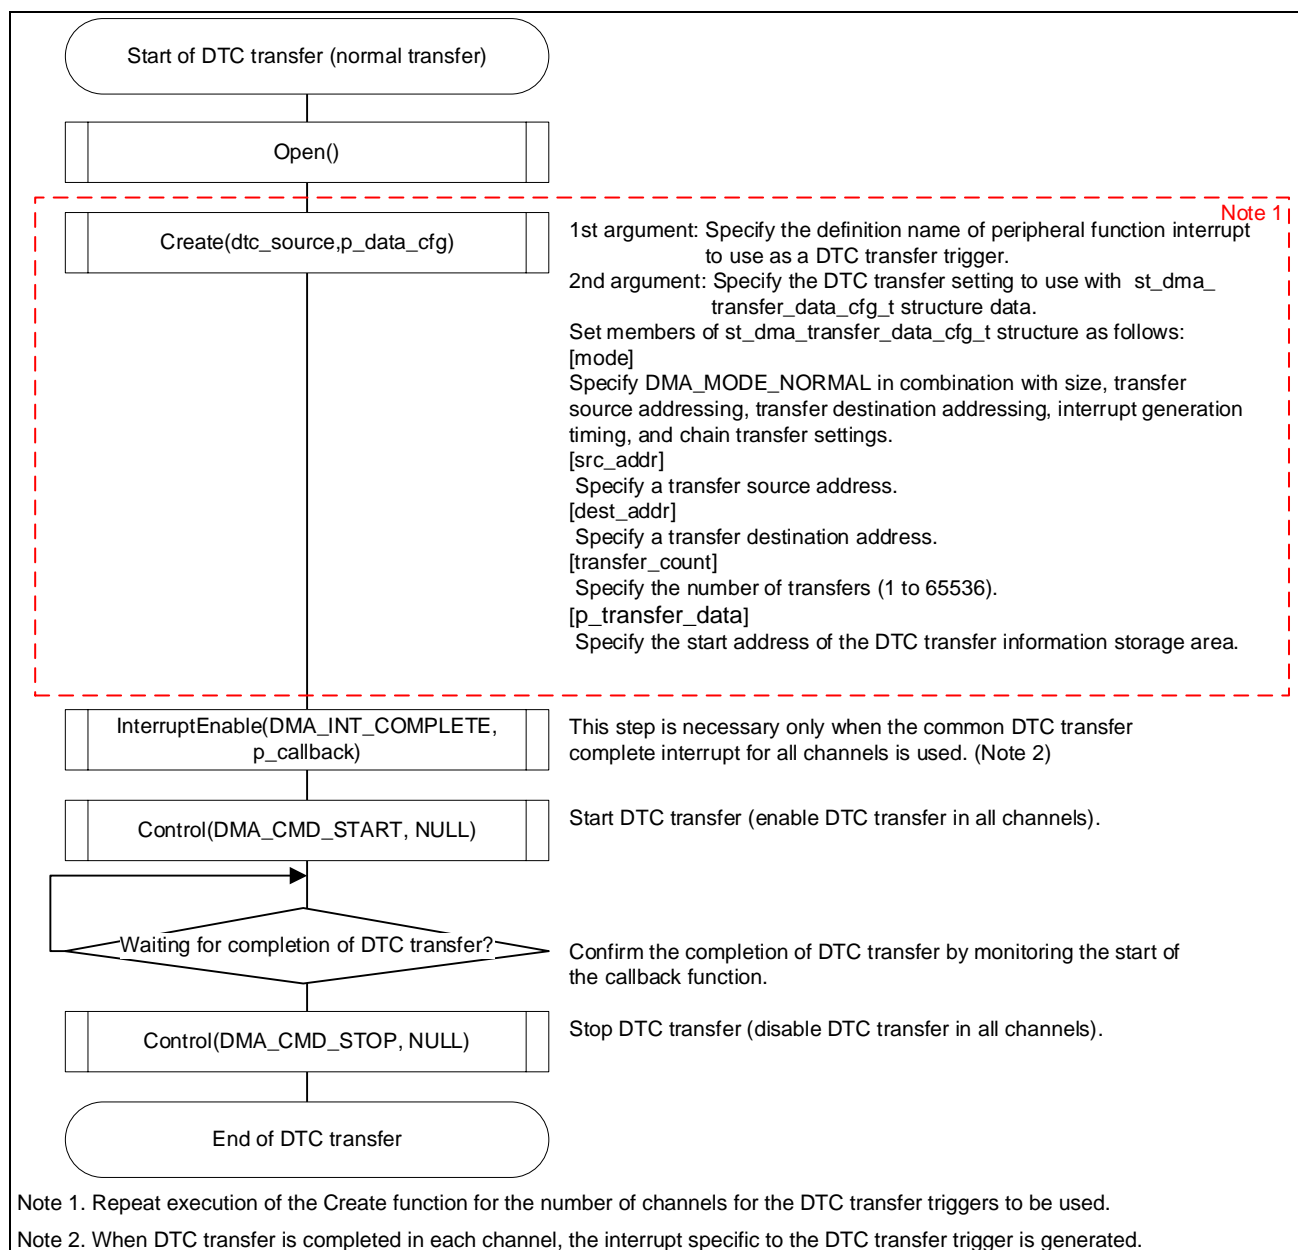 Start of DTC transfer (normal transfer)
Open()
Note 1
Create(dtc_source,p_data_cfg)
1st argument: Specify the definition name of peripheral function interrupt
to use as a DTC transfer trigger.
2nd argument: Specify the DTC transfer setting to use with st_dma_
transfer_data_cfg_t structure data.
Set members of st_dma_transfer_data_cfg_t structure as follows:
[mode]
Specify DMA_MODE_NORMAL in combination with size, transfer
source addressing, transfer destination addressing, interrupt generation
timing, and chain transfer settings.
[src_addr]
Specify a transfer source address.
[dest_addr]
Specify a transfer destination address.
[transfer_count]
Specify the number of transfers (1 to 65536).
[p_transfer_data]
Specify the start address of the DTC transfer information storage area.
InterruptEnable(DMA_INT_COMPLETE,
p_callback)
This step is necessary only when the common DTC transfer
complete interrupt for all channels is used. (Note 2)
Control(DMA_CMD_START, NULL)
Start DTC transfer (enable DTC transfer in all channels).
Waiting for completion of DTC transfer?
Confirm the completion of DTC transfer by monitoring the start of
the callback function.
Control(DMA_CMD_STOP, NULL)
Stop DTC transfer (disable DTC transfer in all channels).
End of DTC transfer
Note 1. Repeat execution of the Create function for the number of channels for the DTC transfer triggers to be used.
Note 2. When DTC transfer is completed in each channel, the interrupt specific to the DTC transfer trigger is generated.